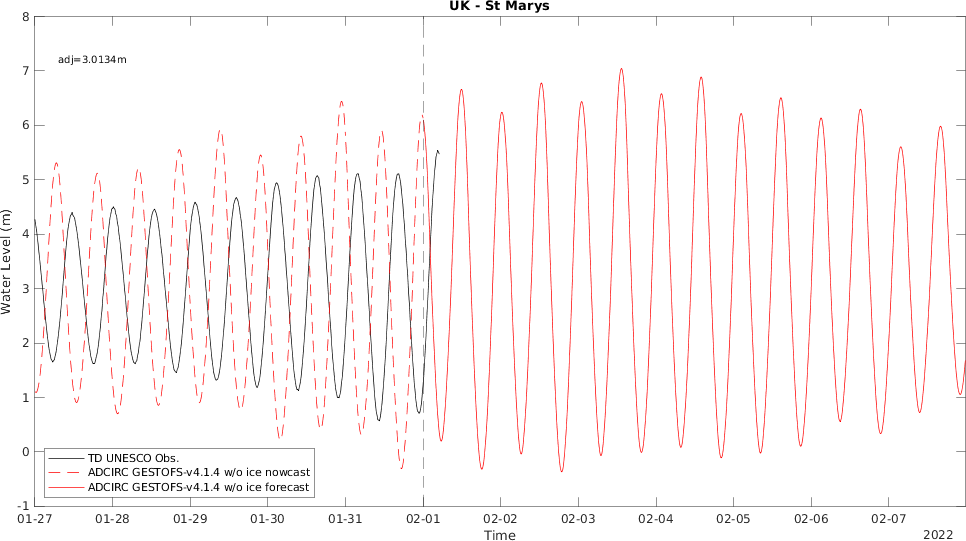 UK - St Marys
8
adj=3.0134m
7
6
5
4
3
2
1
0
-1
Water Level (m)
TD UNESCO Obs.
ADCIRC GESTOFS-v4.1.4 w/o ice nowcast
ADCIRC GESTOFS-v4.1.4 w/o ice forecast
01-27 01-28 01-29 01-30 01-31 02-01 02-02 02-03 02-04 02-05 02-06 02-07
Time
2022